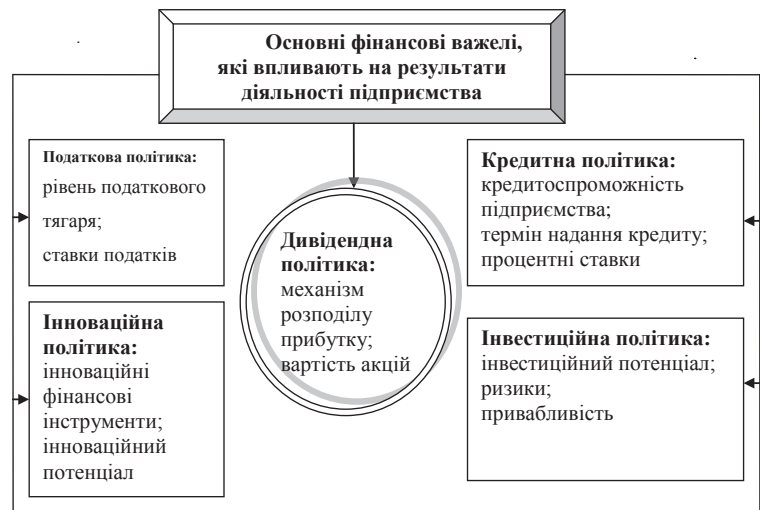 Основні фінансові важелі,
які впливають на результати
діяльності підприємства
Податкова політика:
рівень податкового
тягаря;
ставки податків
Інноваційна
політика:
інноваційні
фінансові
інструменти;
інноваційний
потенціал
Дивідендна
політика:
механізм
розподілу
прибутку;
вартість акцій
Кредитна політика:
кредитоспроможність
підприємства;
термін надання кредиту;
процентні ставки
Інвестиційна політика:
інвестиційний потенціал;
ризики;
привабливість